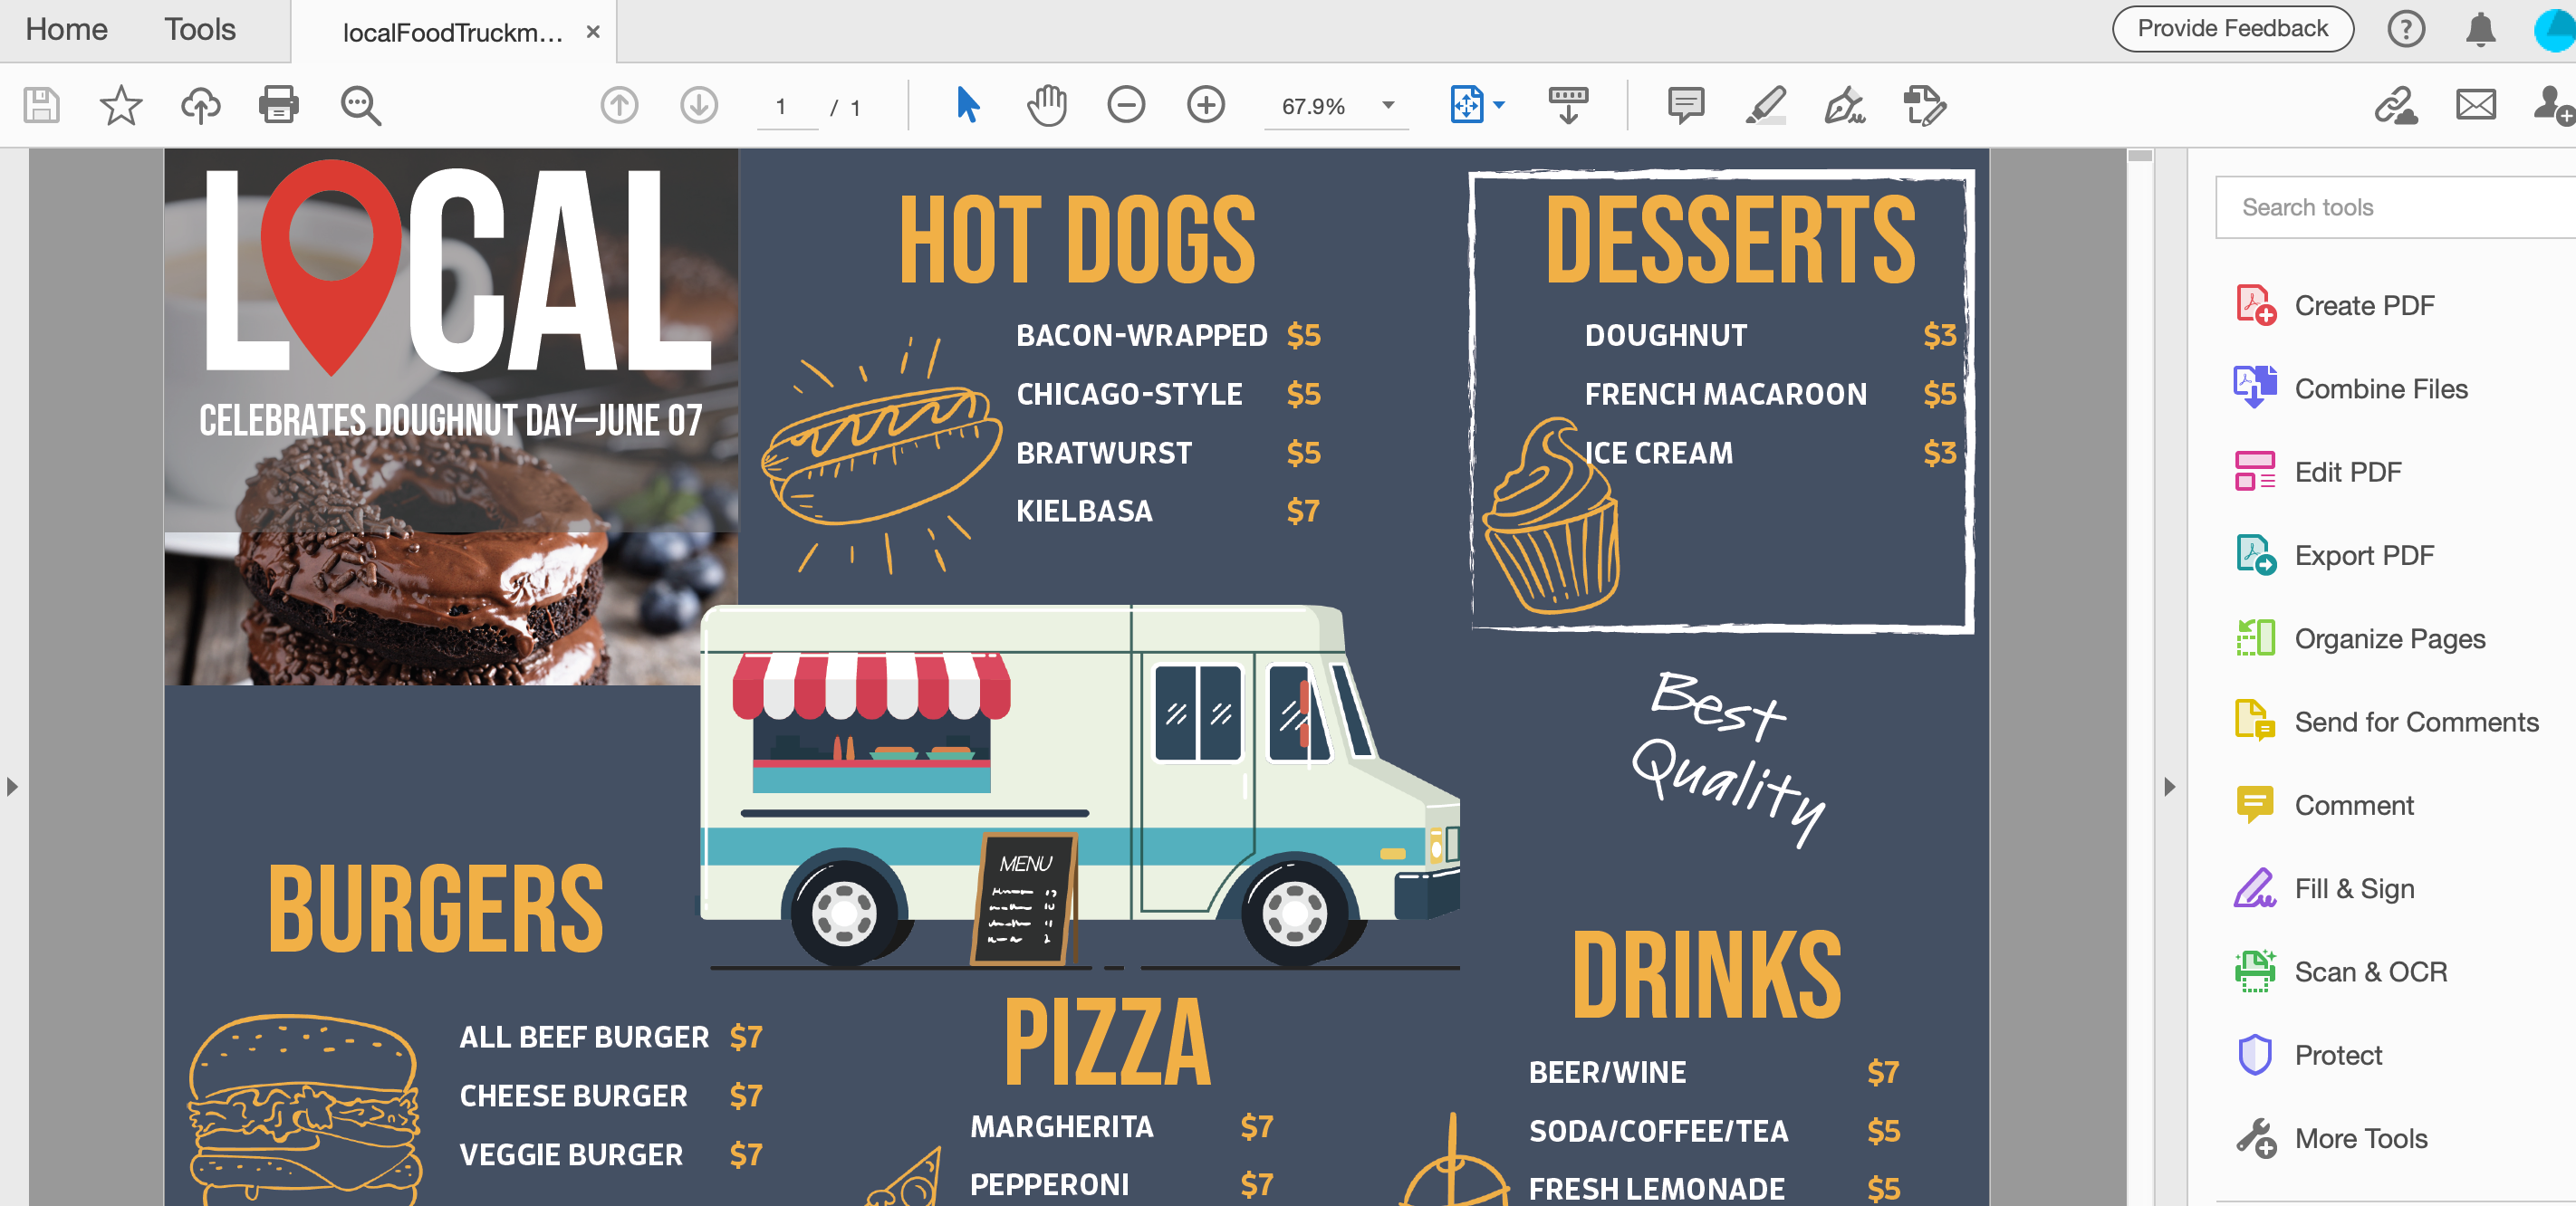 Home Tools localFoodTruckm... Provide Feedback
1 / 1 67.9%
LOCAL
CELEBRATES DOUGHNUT DAY—JUNE 07
HOT DOGS
BACON-WRAPPED $5
CHICAGO-STYLE $5
BRATWURST $5
KIELBASA $7
DESSERTS
DOUGHNUT $3
FRENCH MACAROON $5
ICE CREAM $3
Best
Quality
MENU
BURGERS
ALL BEEF BURGER $7
CHEESE BURGER $7
VEGGIE BURGER $7
PIZZA
MARGHERITA $7
PEPPERONI $7
DRINKS
BEER/WINE $7
SODA/COFFEE/TEA $5
FRESH LEMONADE $5
Search tools
Create PDF
Combine Files
Edit PDF
Export PDF
Organize Pages
Send for Comments
Comment
Fill & Sign
Scan & OCR
Protect
More Tools